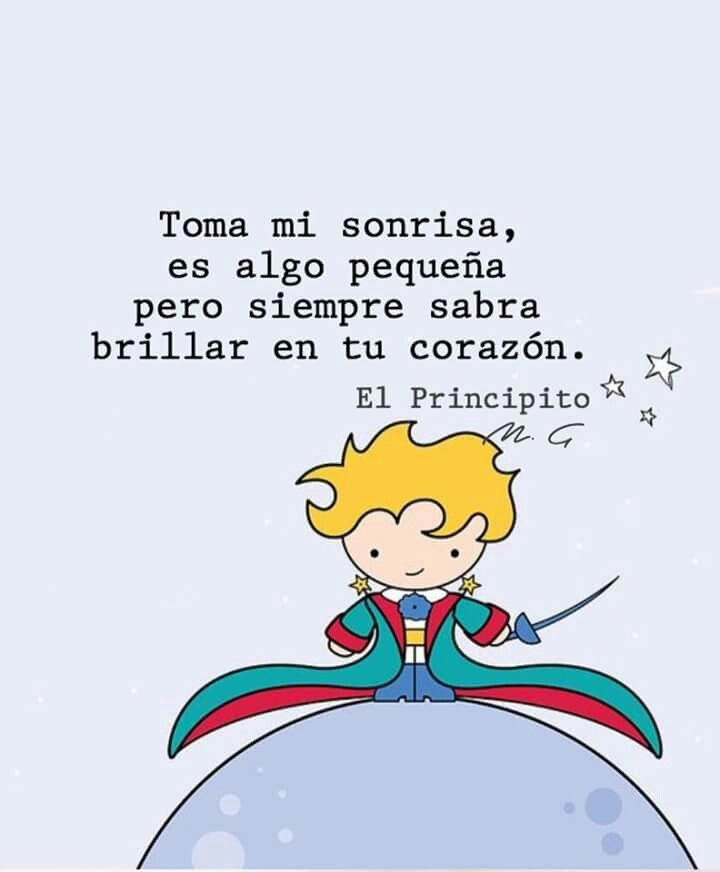 Toma mi sonrisa,
es algo pequeña
pero siempre sabra
brillar en tu corazón.
El Principito
M. G